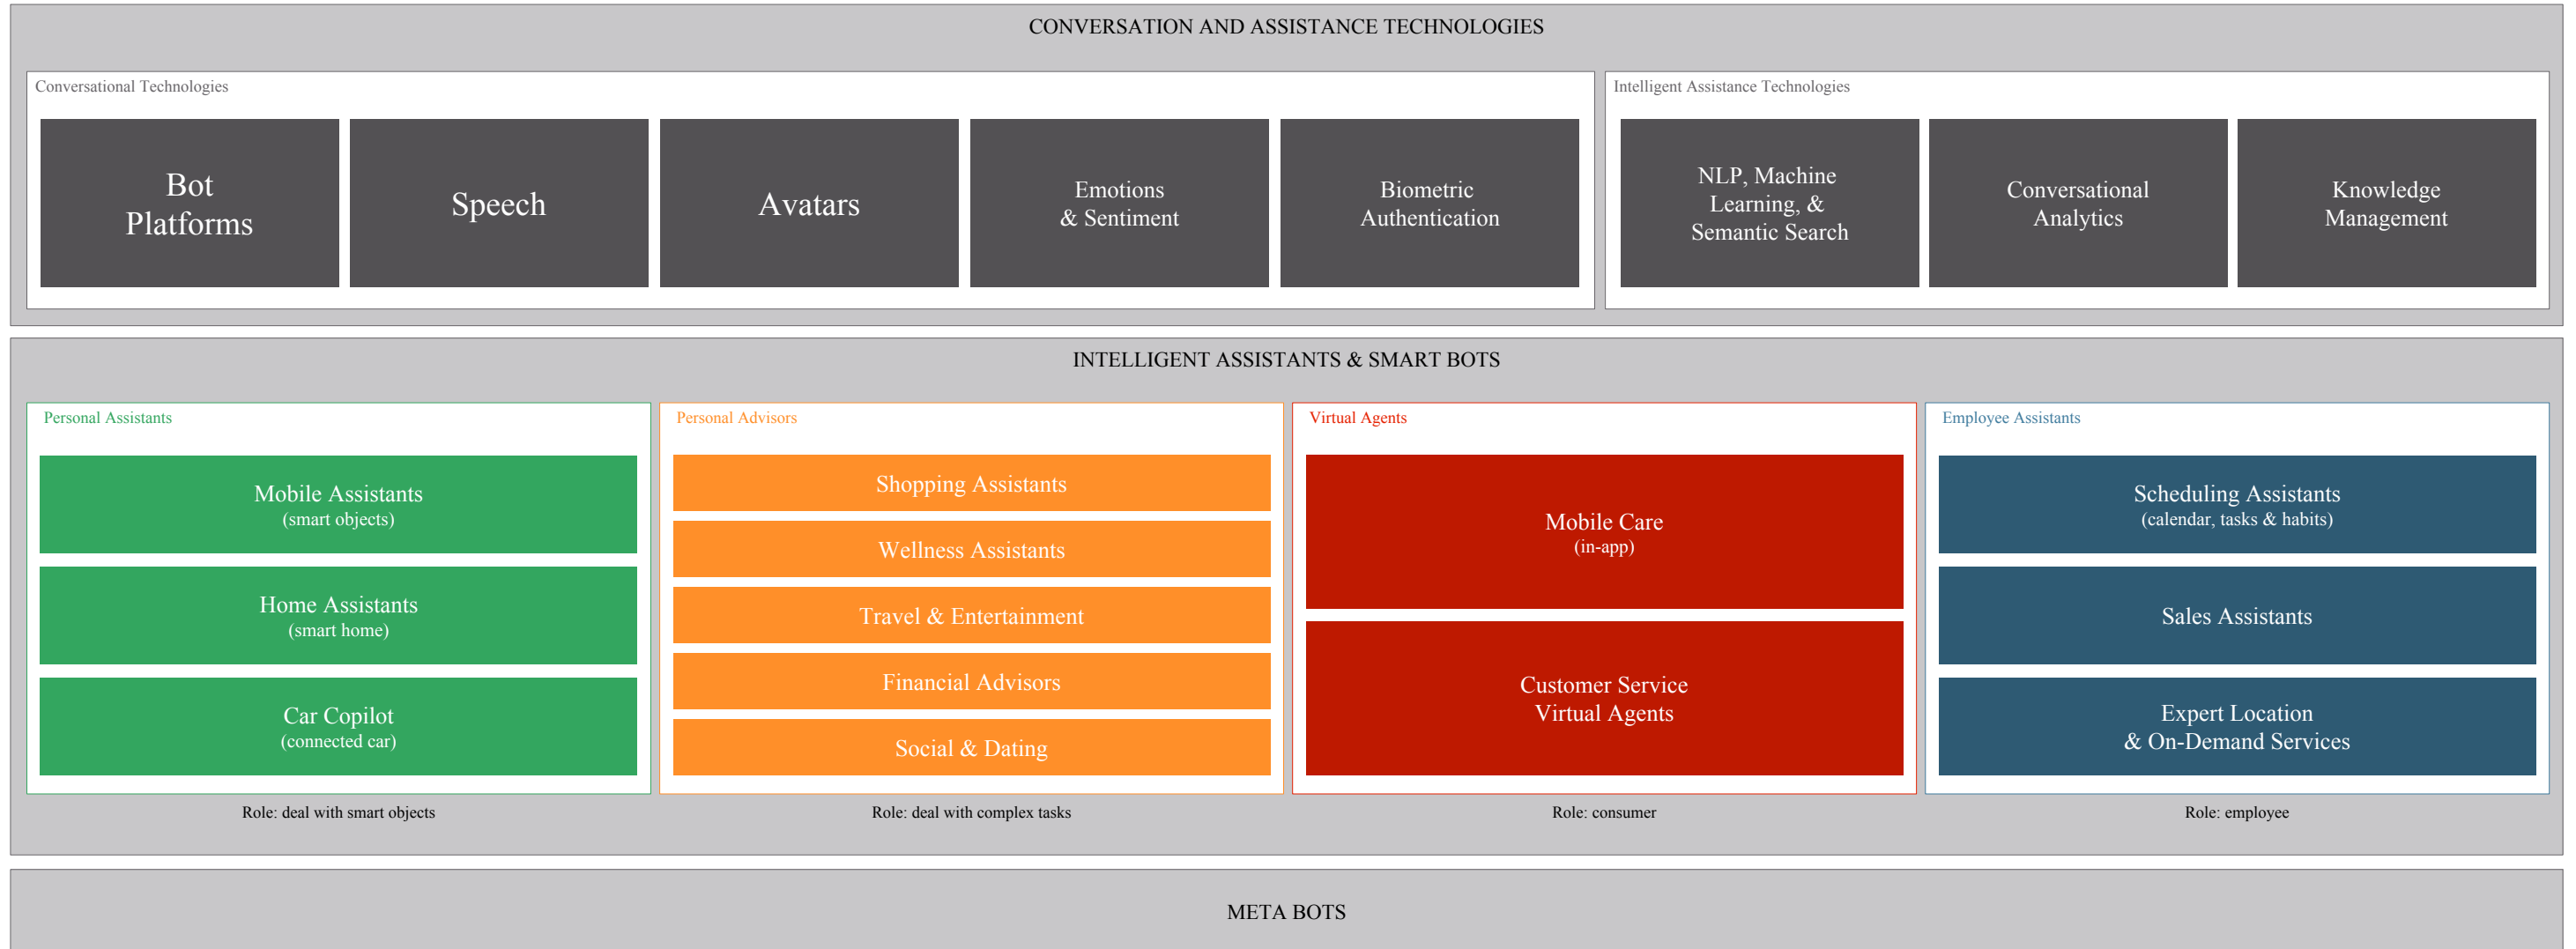 CONVERSATION AND ASSISTANCE TECHNOLOGIES
Conversational Technologies
Bot
Platforms
Speech
Avatars
Emotions
& Sentiment
Biometric
Authentication
Intelligent Assistance Technologies
NLP, Machine
Learning, &
Semantic Search
Conversational
Analytics
Knowledge
Management
INTELLIGENT ASSISTANTS & SMART BOTS
Personal Assistants
Mobile Assistants
(smart objects)
Home Assistants
(smart home)
Car Copilot
(connected car)
Role: deal with smart objects
Personal Advisors
Shopping Assistants
Wellness Assistants
Travel & Entertainment
Financial Advisors
Social & Dating
Role: deal with complex tasks
Virtual Agents
Mobile Care
(in-app)
Customer Service
Virtual Agents
Role: consumer
Employee Assistants
Scheduling Assistants
(calendar, tasks & habits)
Sales Assistants
Expert Location
& On-Demand Services
Role: employee
META BOTS